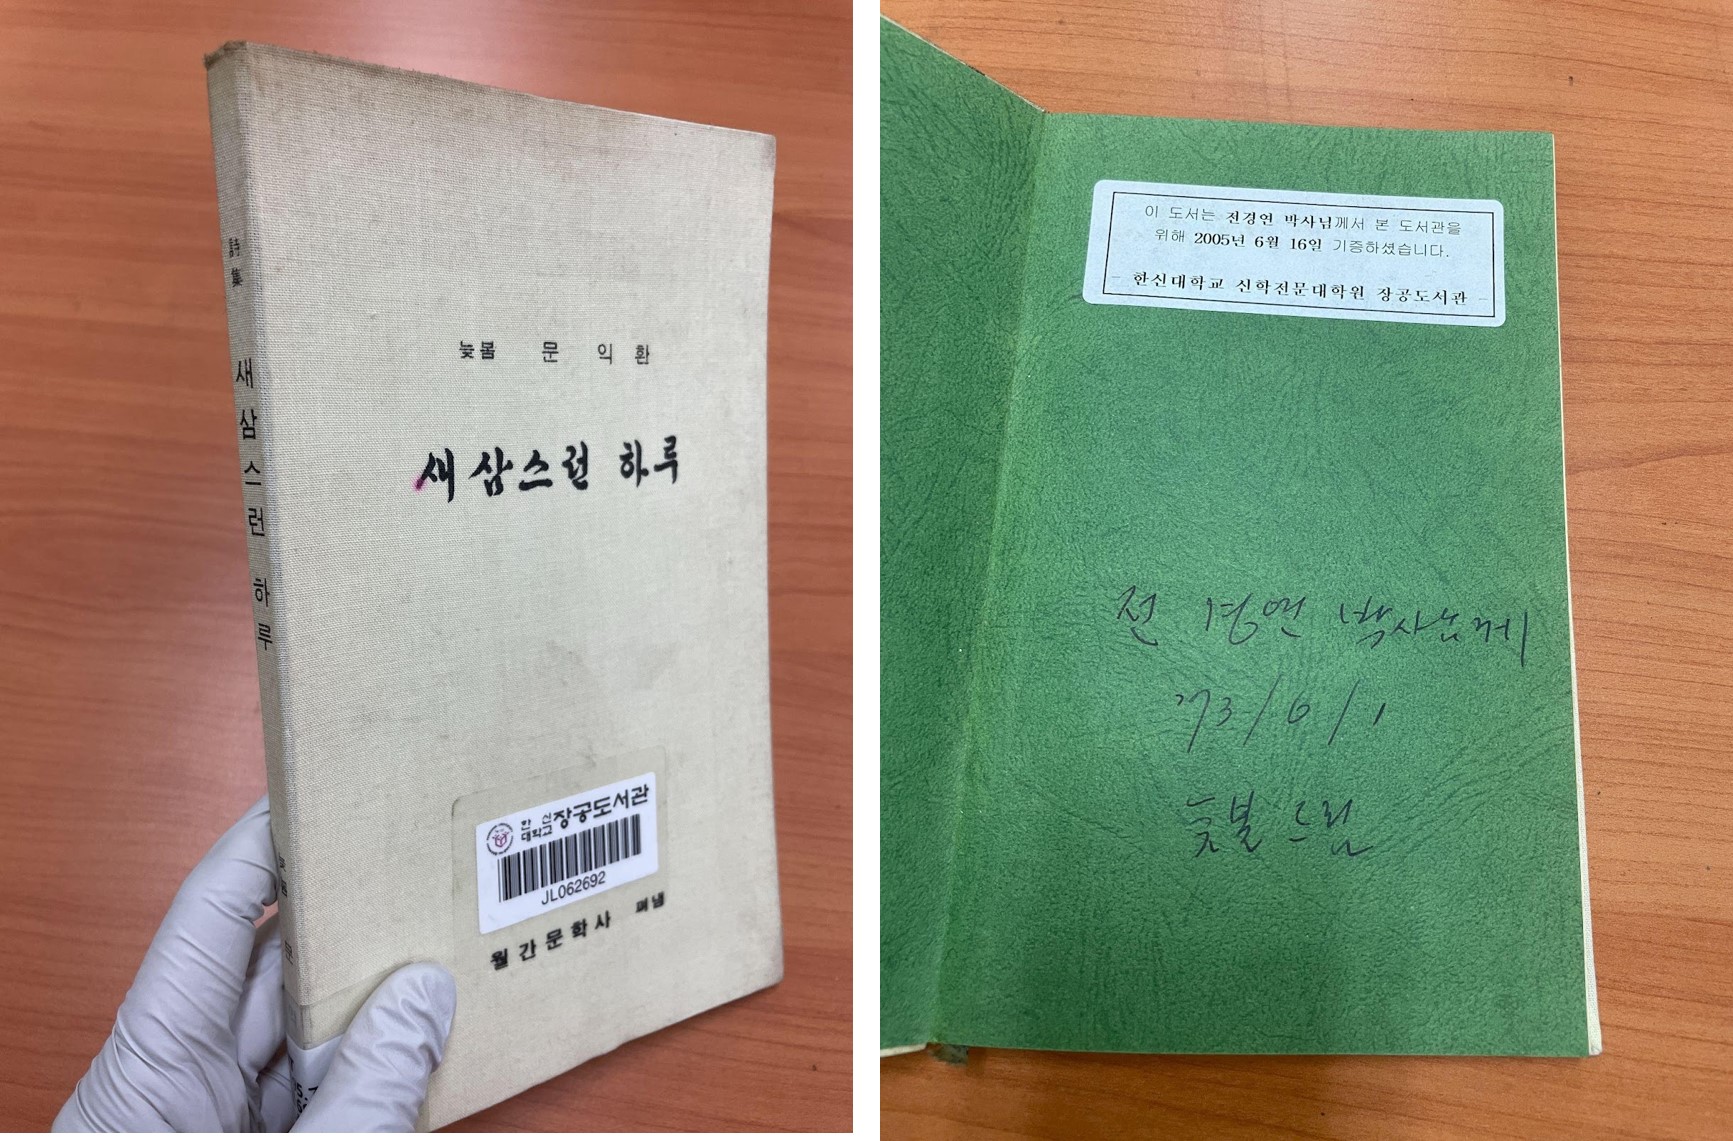 詩集 새삼스런 하루
늦봄 문 익 환
새삼스런 하루
한 신
대학교 장공도서관
JL062692
월간문학사 펴냄
이 도서는 전경연 박사님께서 본 도서관을
위해 2005년 6월 16일 기증하셨습니다.
- 한신대학교 신학전문대학원 장공도서관 -
전 경연 박사님께
'73/6/1
늦봄 드림